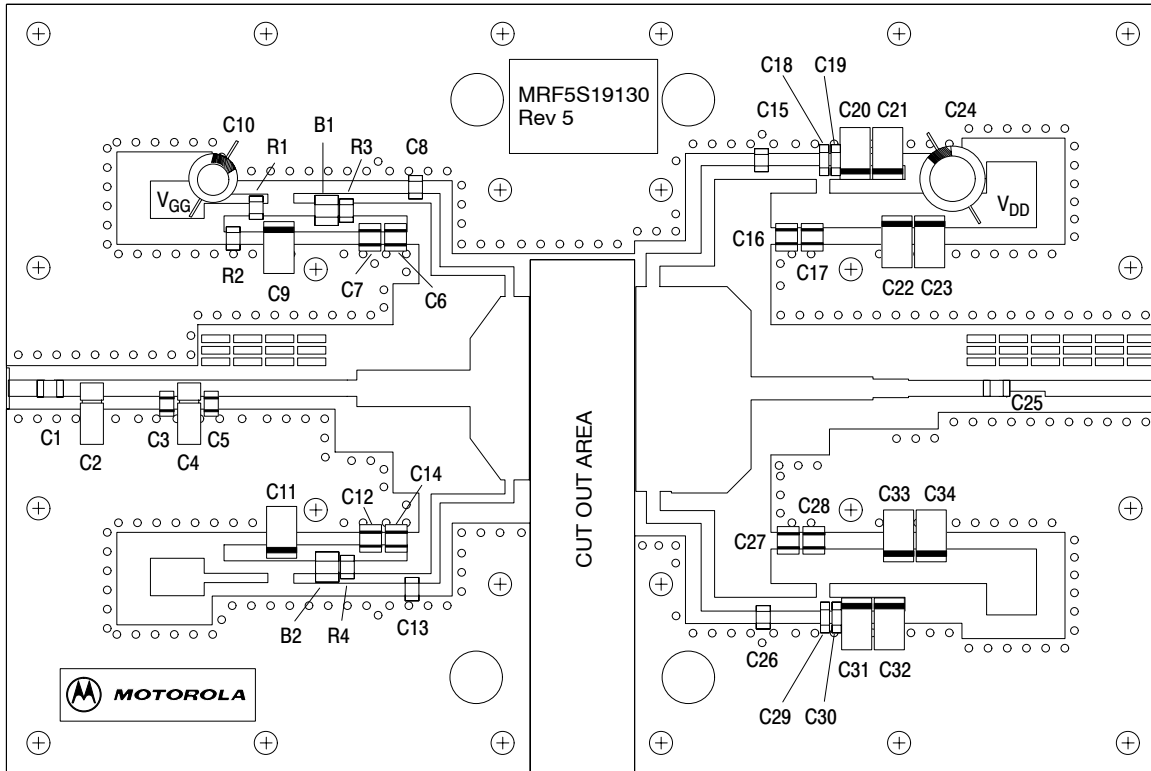 MRF5S19130
Rev 5
C18 C19
C15 C20 C21 C24
C10 R1 B1 R3 C8
VGG
VDD
C16
C17
R2 C9 C7 C6
C22 C23
C1 C2 C3 C4 C5
C25
CUT OUT AREA
C11 C12 C14
C28 C33 C34
C27
B2 R4 C13
C26 C31 C32
C29 C30
MOTOROLA